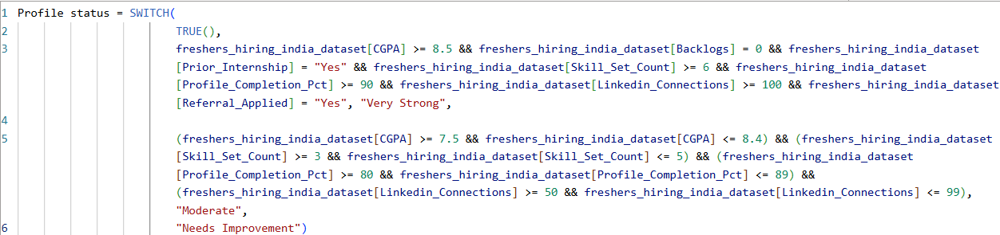 1 Profile status = SWITCH(
2 TRUE(),
3 freshers_hiring_india_dataset[CGPA] >= 8.5 && freshers_hiring_india_dataset[Backlogs] = 0 && freshers_hiring_india_dataset
[Prior_Internship] = "Yes" && freshers_hiring_india_dataset[Skill_Set_Count] >= 6 && freshers_hiring_india_dataset
[Profile_Completion_Pct] >= 90 && freshers_hiring_india_dataset[Linkedin_Connections] >= 100 && freshers_hiring_india_dataset
[Referral_Applied] = "Yes", "Very Strong",
4
5 (freshers_hiring_india_dataset[CGPA] >= 7.5 && freshers_hiring_india_dataset[CGPA] <= 8.4) && (freshers_hiring_india_dataset
[Skill_Set_Count] >= 3 && freshers_hiring_india_dataset[Skill_Set_Count] <= 5) && (freshers_hiring_india_dataset
[Profile_Completion_Pct] >= 80 && freshers_hiring_india_dataset[Profile_Completion_Pct] <= 89) &&
(freshers_hiring_india_dataset[Linkedin_Connections] >= 50 && freshers_hiring_india_dataset[Linkedin_Connections] <= 99),
"Moderate",
6 "Needs Improvement")